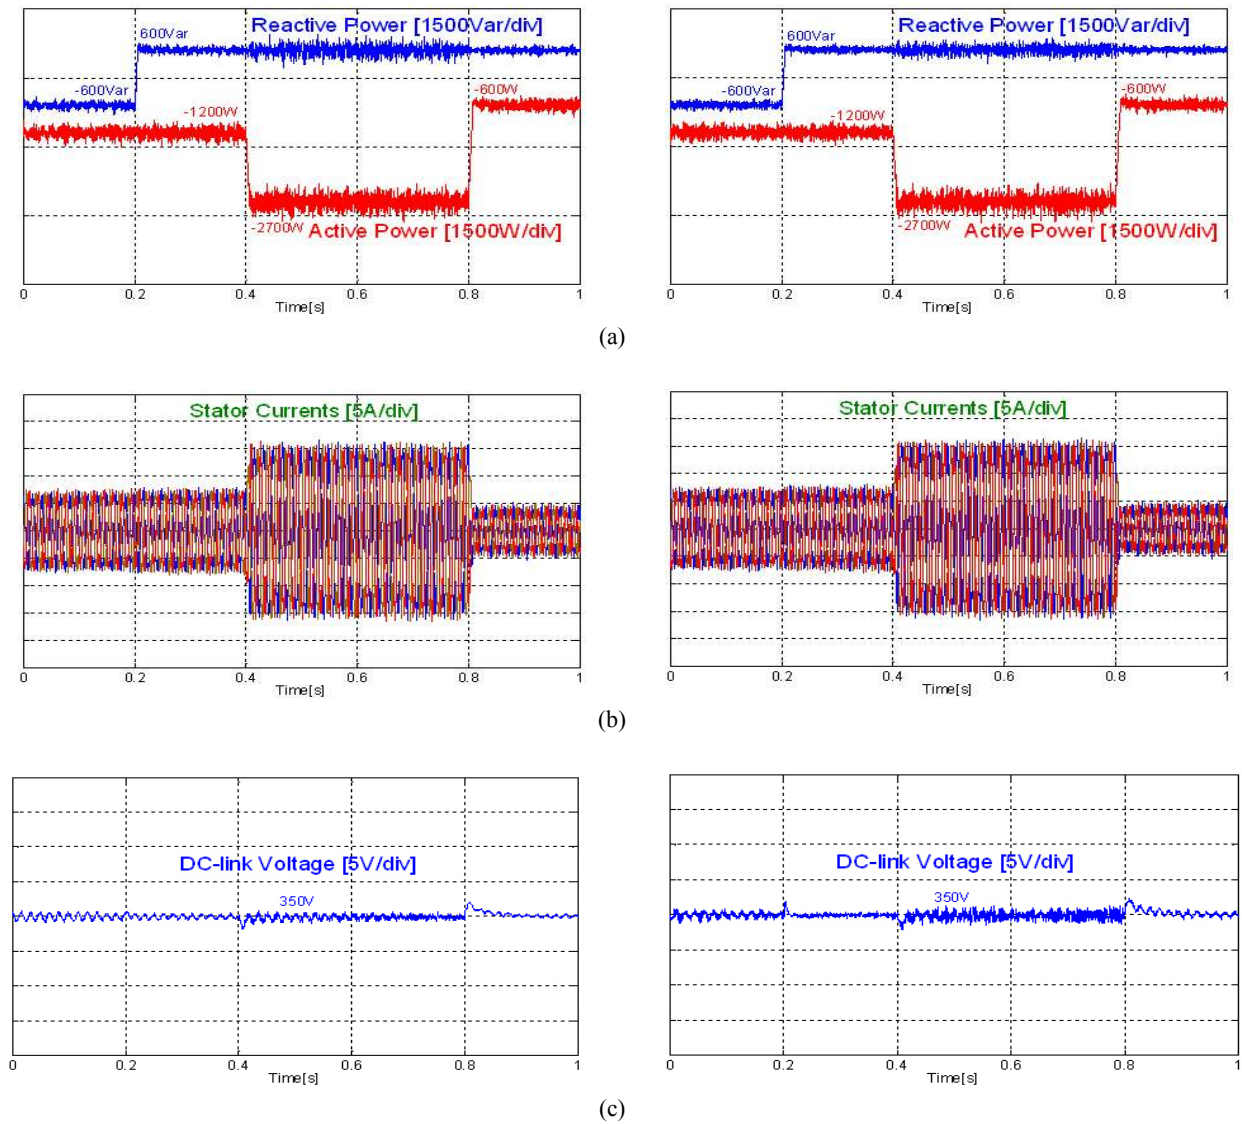 Reactive Power [1500Var/div]
600Var
-600Var
-600W
-1200W
-2700W
Active Power [1500W/div]
0 0.2 0.4 0.6 0.8 1
Time[s]
Reactive Power [1500Var/div]
600Var
-600Var
-600W
-1200W
-2700W
Active Power [1500W/div]
0 0.2 0.4 0.6 0.8 1
Time[s]
(a)
Stator Currents [5A/div]
0 0.2 0.4 0.6 0.8 1
Time[s]
Stator Currents [5A/div]
0 0.2 0.4 0.6 0.8 1
Time[s]
(b)
DC-link Voltage [5V/div]
350V
0 0.2 0.4 0.6 0.8 1
Time[s]
DC-link Voltage [5V/div]
350V
0 0.2 0.4 0.6 0.8 1
Time[s]
(c)